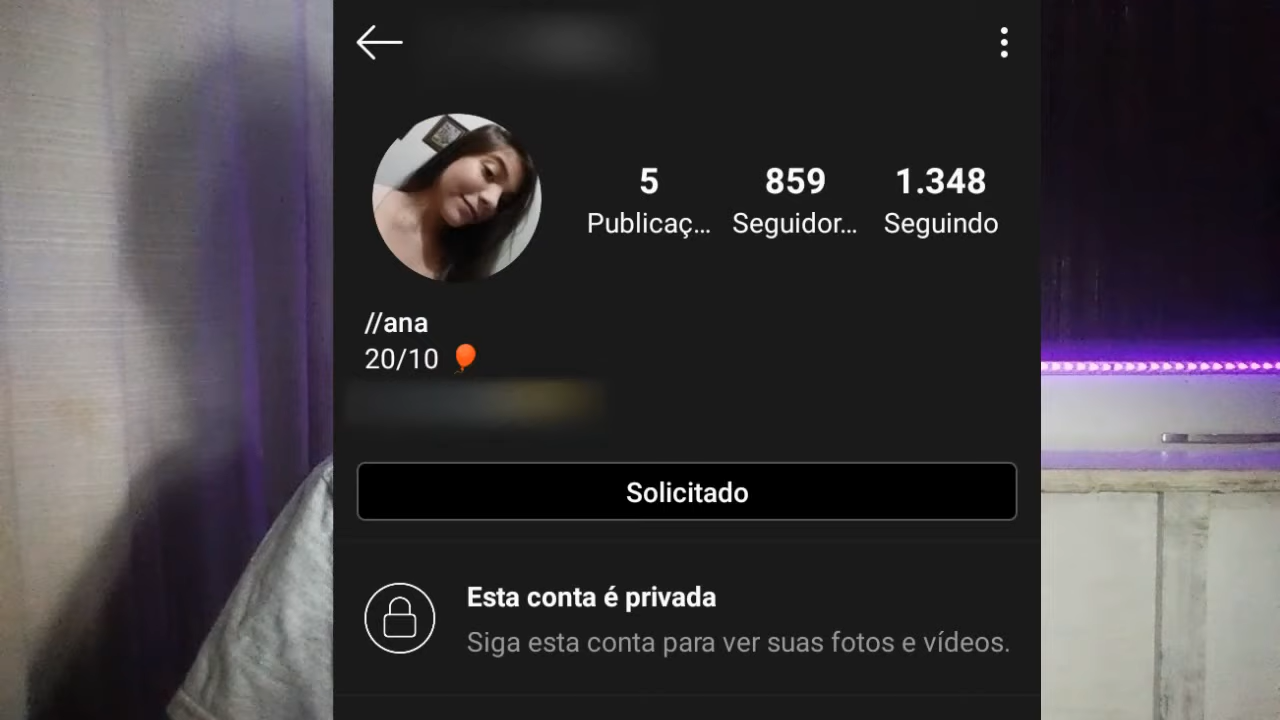 5 859 1.348
Publicaç... Seguidor... Seguindo
//ana
20/10
Solicitado
Esta conta é privada
Siga esta conta para ver suas fotos e vídeos.